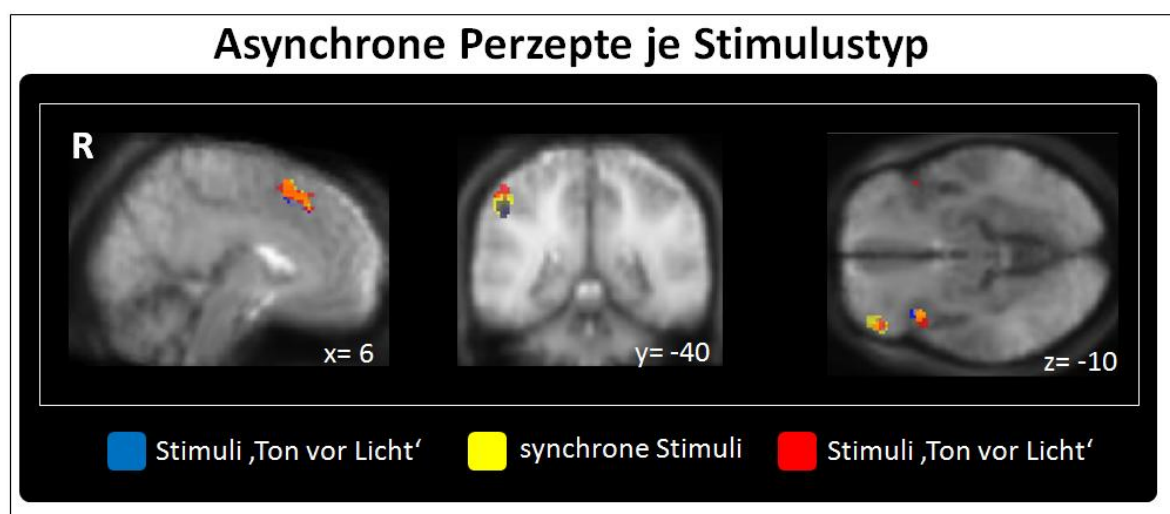 Asynchrone Perzepte je Stimulustyp
R
x= 6
y= -40
z= -10
Stimuli ‚Ton vor Licht‘
synchrone Stimuli
Stimuli ‚Ton vor Licht‘